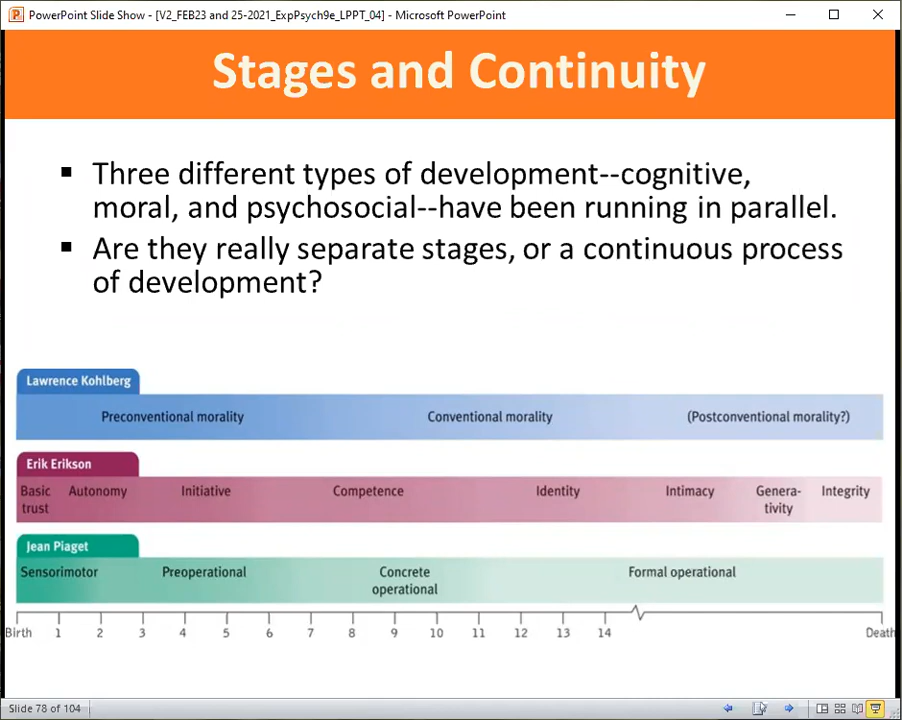 PowerPoint Slide Show - [V2_FEB23 and 25-2021_ExpPsych9e_LPPT_04] - Microsoft PowerPoint
Stages and Continuity
▪ Three different types of development--cognitive,
moral, and psychosocial--have been running in parallel.
▪ Are they really separate stages, or a continuous process
of development?
Lawrence Kohlberg
Preconventional morality Conventional morality (Postconventional morality?)
Erik Erikson
Basic Autonomy Initiative Competence Identity Intimacy Genera- Integrity
trust tivity
Jean Piaget
Sensorimotor Preoperational Concrete Formal operational
operational
Birth 1 2 3 4 5 6 7 8 9 10 11 12 13 14 Death
Slide 78 of 104